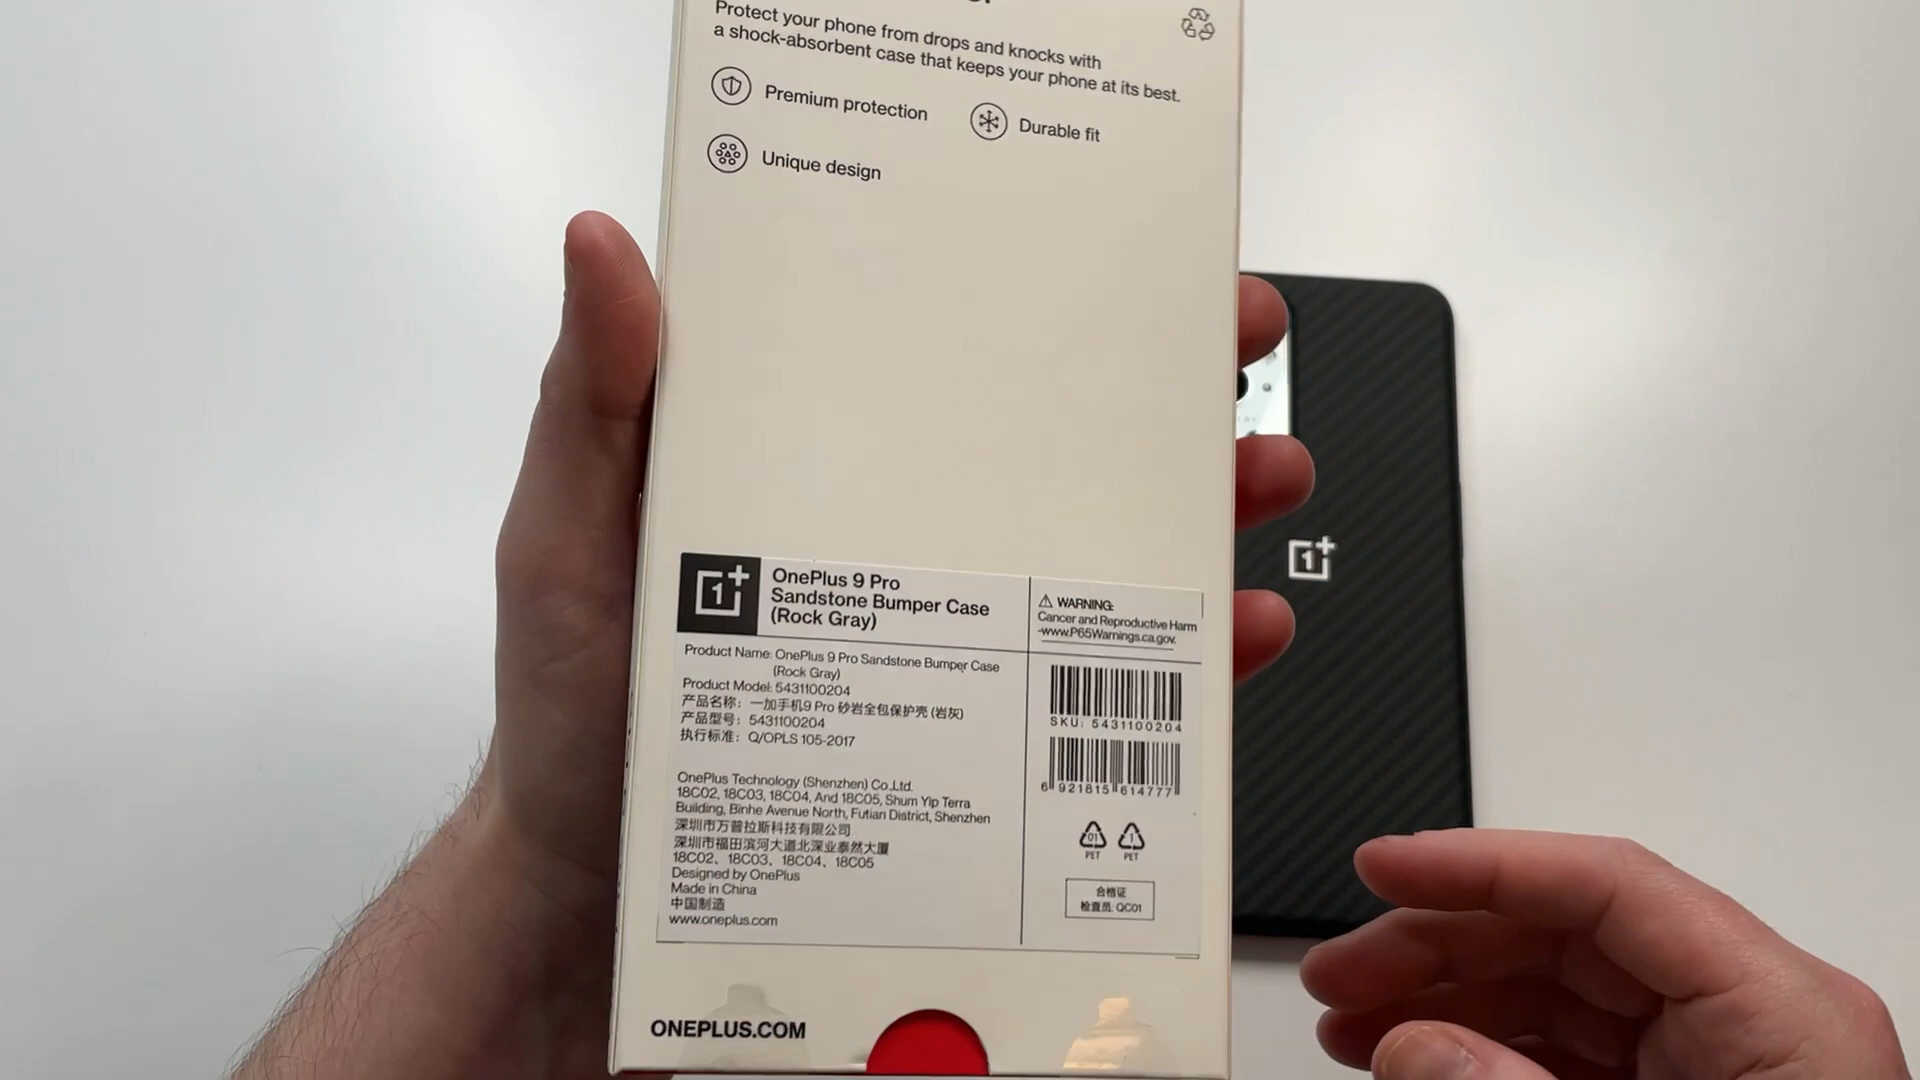 Protect your phone from drops and knocks with
a shock-absorbent case that keeps your phone at its best.
Premium protection
Durable fit
Unique design
OnePlus 9 Pro
Sandstone Bumper Case
(Rock Gray)
WARNING:
Cancer and Reproductive Harm
-www.P65Warnings.ca.gov.
Product Name: OnePlus 9 Pro Sandstone Bumper Case
(Rock Gray)
Product Model: 5431100204
产品名称：一加手机9 Pro 砂岩全包保护壳 (岩灰)
产品型号：5431100204
执行标准：Q/OPLS 105-2017
SKU: 5431100204
6 921815 614777
OnePlus Technology (Shenzhen) Co.,Ltd.
18C02, 18C03, 18C04, And 18C05, Shum Yip Terra
Building, Binhe Avenue North, Futian District, Shenzhen
深圳市万普拉斯科技有限公司
深圳市福田滨河大道北深业泰然大厦
18C02、18C03、18C04、18C05
Designed by OnePlus
Made in China
中国制造
www.oneplus.com
01
PET
1
PET
合格证
检查员: QC01
ONEPLUS.COM